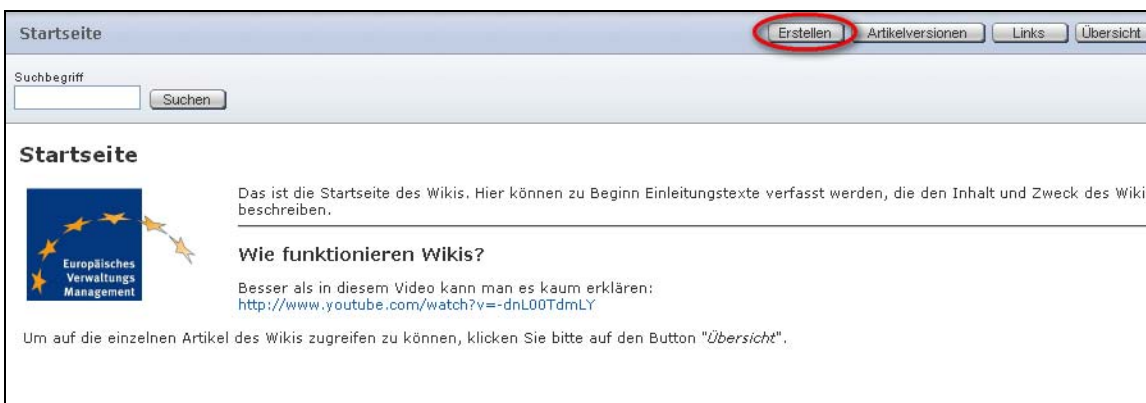 Startseite
Erstellen Artikelversionen Links Übersicht
Suchbegriff
Suchen
Startseite
Das ist die Startseite des Wikis. Hier können zu Beginn Einleitungstexte verfasst werden, die den Inhalt und Zweck des Wiki
beschreiben.
Europäisches
Verwaltungs
Management
Wie funktionieren Wikis?
Besser als in diesem Video kann man es kaum erklären:
http://www.youtube.com/watch?v=-dnL00TdmLY
Um auf die einzelnen Artikel des Wikis zugreifen zu können, klicken Sie bitte auf den Button "Übersicht".